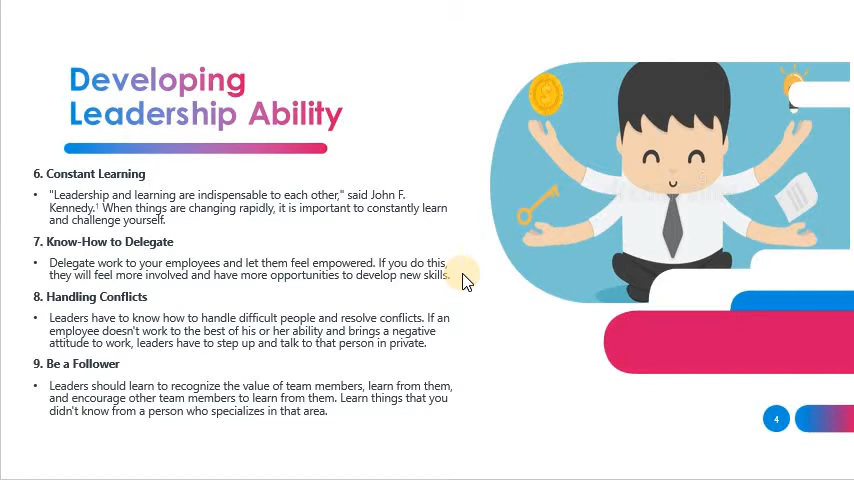 Developing
Leadership Ability
6. Constant Learning
• "Leadership and learning are indispensable to each other," said John F.
Kennedy.¹ When things are changing rapidly, it is important to constantly learn
and challenge yourself.
7. Know-How to Delegate
• Delegate work to your employees and let them feel empowered. If you do this,
they will feel more involved and have more opportunities to develop new skills.
8. Handling Conflicts
• Leaders have to know how to handle difficult people and resolve conflicts. If an
employee doesn't work to the best of his or her ability and brings a negative
attitude to work, leaders have to step up and talk to that person in private.
9. Be a Follower
• Leaders should learn to recognize the value of team members, learn from them,
and encourage other team members to learn from them. Learn things that you
didn't know from a person who specializes in that area.
4